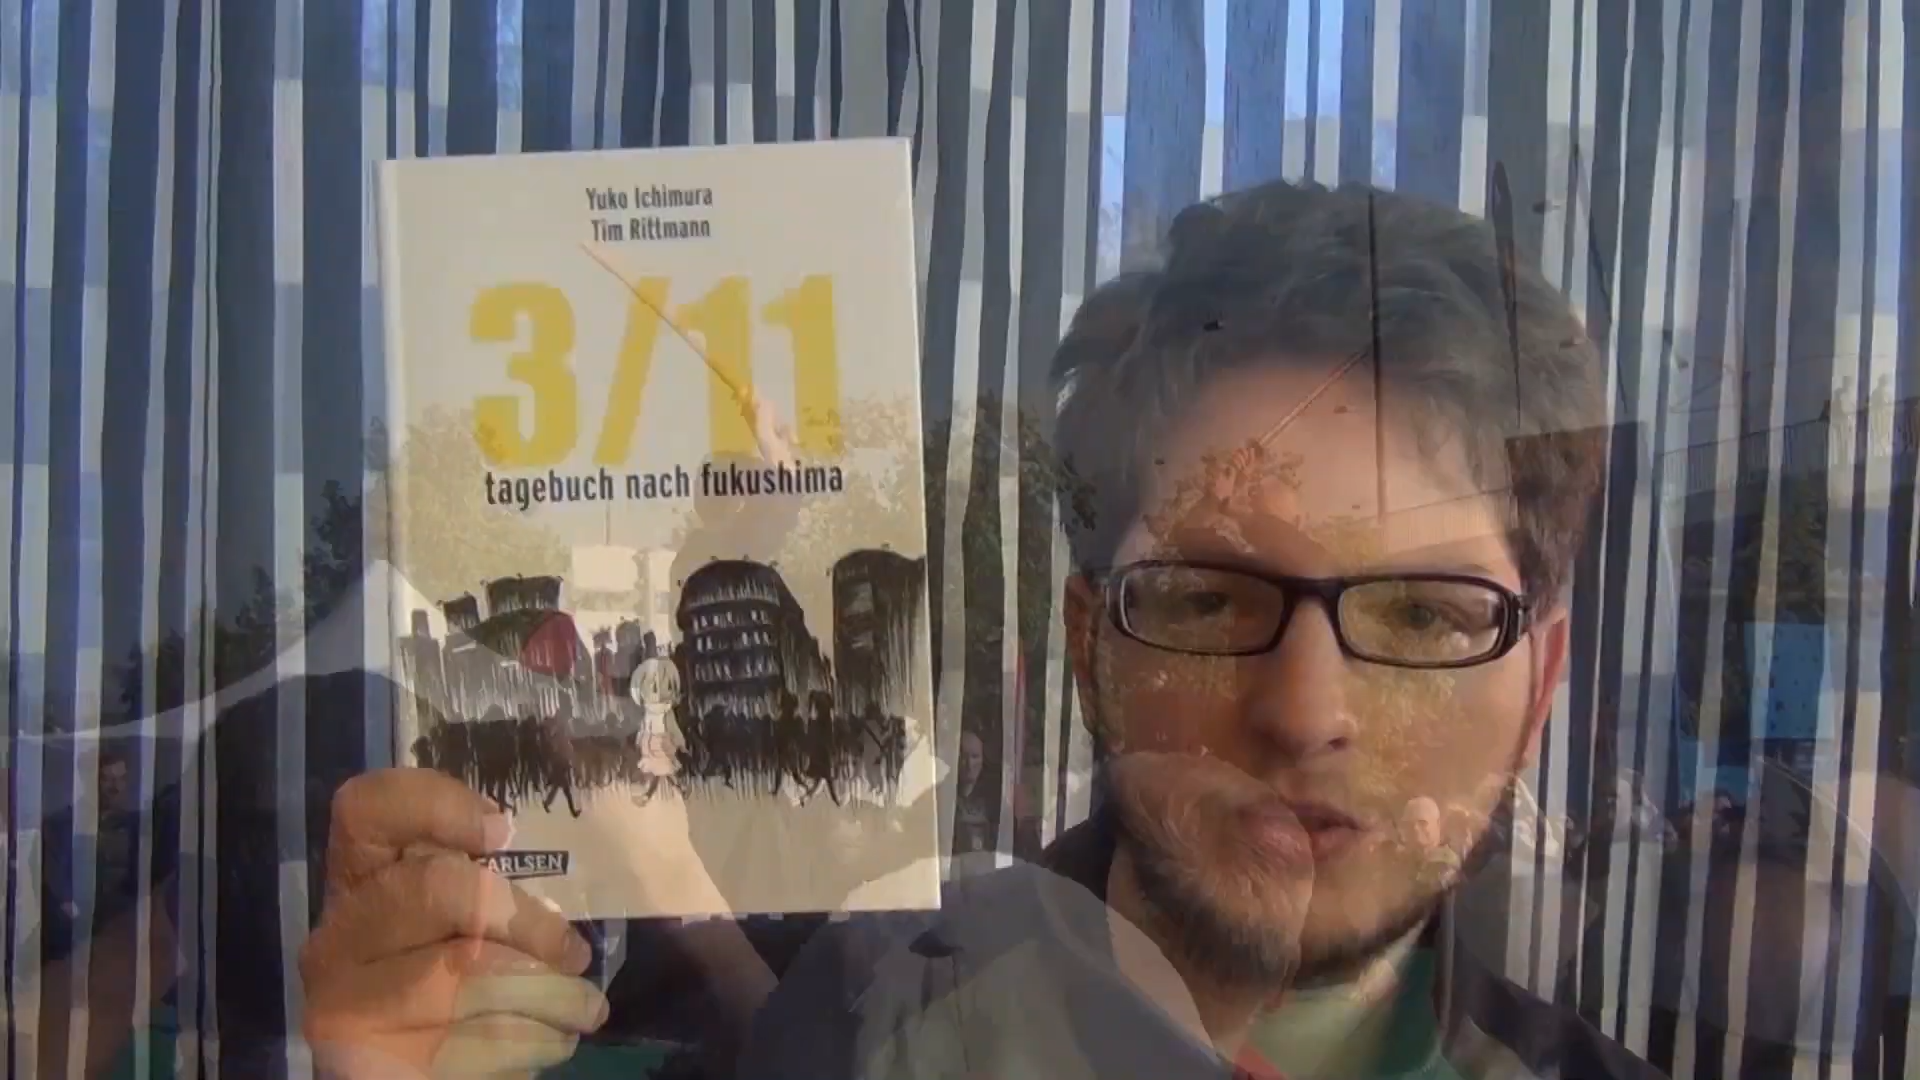 Yuko Ichimura
Tim Rittmann
3/11
tagebuch nach fukushima
CARLSEN